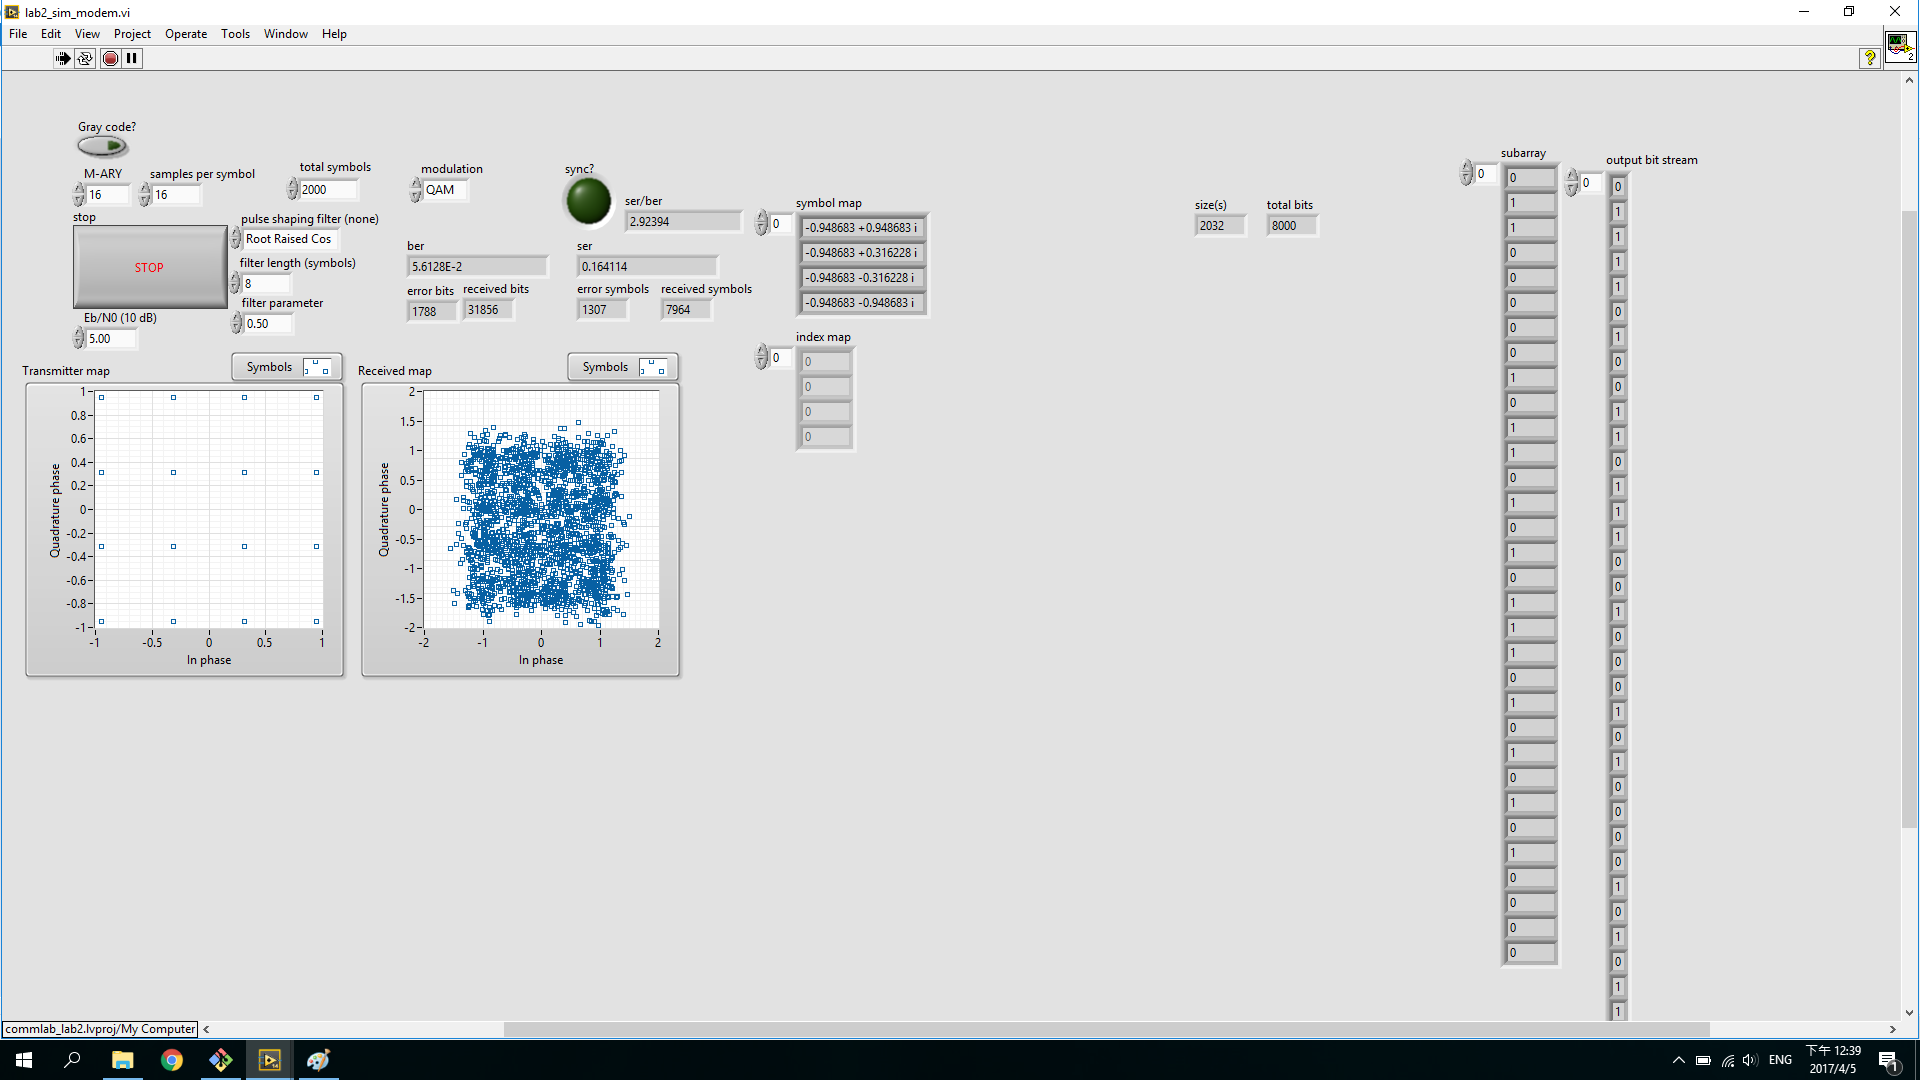 lab2_sim_modem.vi
File Edit View Project Operate Tools Window Help
?
2
Gray code?
M-ARY
16
samples per symbol
16
total symbols
2000
modulation
QAM
sync?
ser/ber
2.92394
stop
STOP
pulse shaping filter (none)
Root Raised Cos
filter length (symbols)
8
filter parameter
0.50
Eb/N0 (10 dB)
5.00
ber
5.6128E-2
ser
0.164114
error bits
1788
received bits
31856
error symbols
1307
received symbols
7964
symbol map
0
-0.948683 +0.948683 i
-0.948683 +0.316228 i
-0.948683 -0.316228 i
-0.948683 -0.948683 i
index map
0
0
0
0
0
size(s)
2032
total bits
8000
Transmitter map
Symbols
1
0.8
0.6
0.4
0.2
0
-0.2
-0.4
-0.6
-0.8
-1
Quadrature phase
-1 -0.5 0 0.5 1
In phase
Received map
Symbols
2
1.5
1
0.5
0
-0.5
-1
-1.5
-2
Quadrature phase
-2 -1 0 1 2
In phase
subarray
0
0
1
1
0
0
0
0
0
1
0
1
1
0
1
0
1
0
1
1
1
0
1
0
1
0
1
0
1
0
0
0
0
output bit stream
0
0
1
1
1
1
0
1
0
0
1
1
0
1
1
1
0
0
1
0
0
0
1
0
1
0
0
0
0
1
0
1
0
1
1
commlab_lab2.lvproj/My Computer
14
ENG
下午 12:39
2017/4/5
1